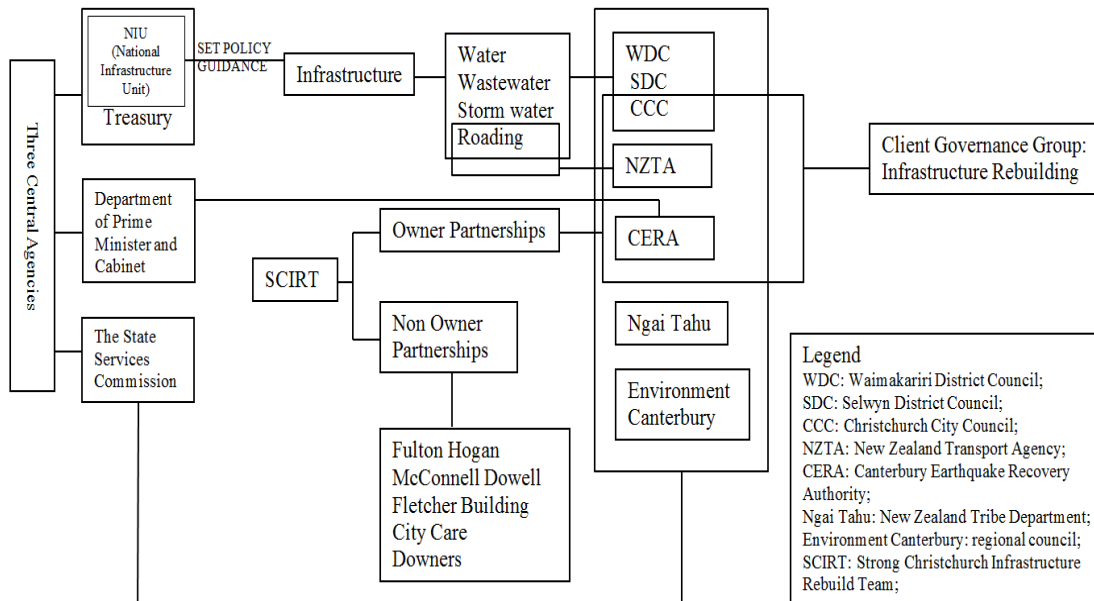 Three Central Agencies
NIU
(National
Infrastructure
Unit)
Treasury
SET POLICY
GUIDANCE
Infrastructure
Water
Wastewater
Storm water
Roading
WDC
SDC
CCC
NZTA
CERA
Ngai Tahu
Environment
Canterbury
Client Governance Group:
Infrastructure Rebuilding
Department
of Prime
Minister and
Cabinet
The State
Services
Commission
SCIRT
Owner Partnerships
Non Owner
Partnerships
Fulton Hogan
McConnell Dowell
Fletcher Building
City Care
Downers
Legend
WDC: Waimakariri District Council;
SDC: Selwyn District Council;
CCC: Christchurch City Council;
NZTA: New Zealand Transport Agency;
CERA: Canterbury Earthquake Recovery
Authority;
Ngai Tahu: New Zealand Tribe Department;
Environment Canterbury: regional council;
SCIRT: Strong Christchurch Infrastructure
Rebuild Team;